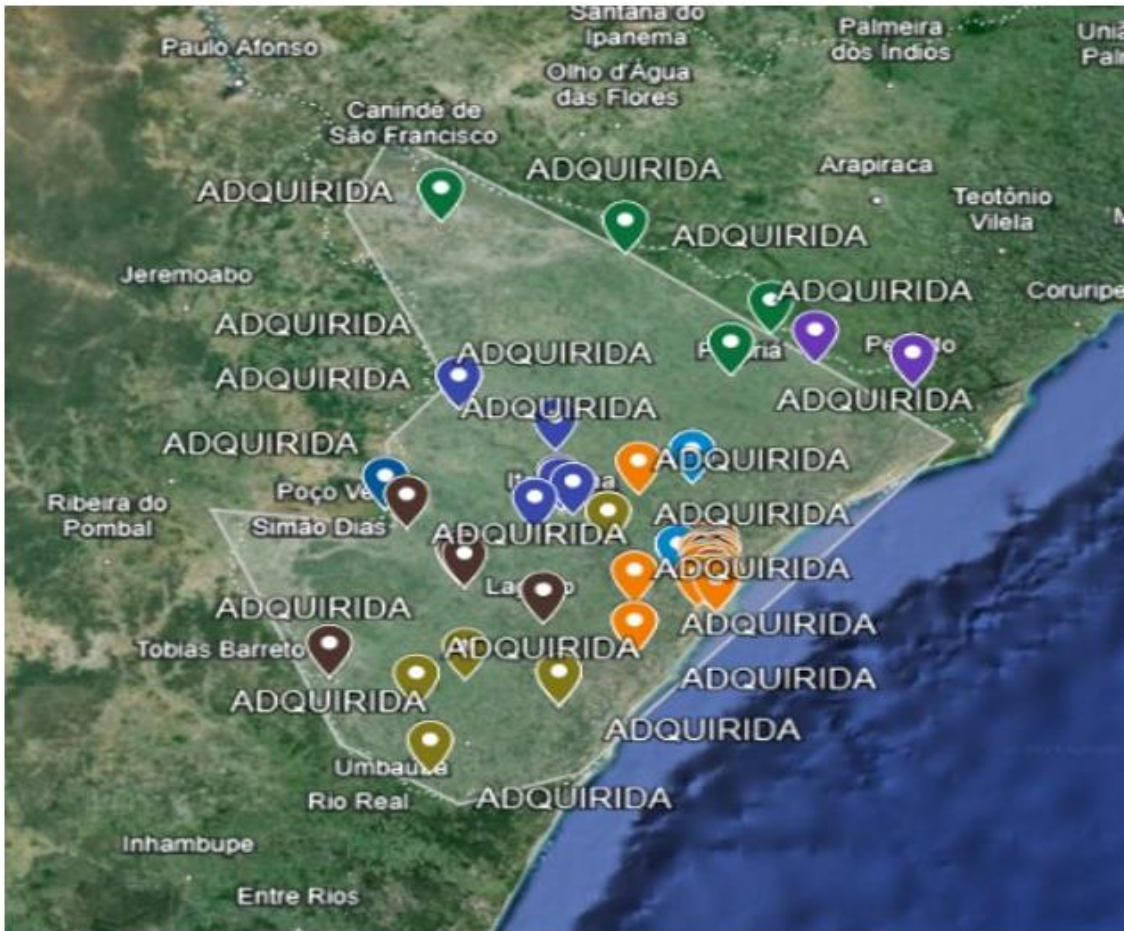 Santana do
Ipanema
Palmeira
dos Índios
Paulo Afonso
Olho d'Água
das Flores
Canindé de
São Francisco
ADQUIRIDA
Arapiraca
ADQUIRIDA
Teotônio
Vilela
ADQUIRIDA
Jeremoabo
ADQUIRIDA
Coruripe
ADQUIRIDA
ADQUIRIDA
ADQUIRIDA
ADQUIRIDA
ADQUIRIDA
ADQUIRIDA
ADQUIRIDA
Poço
Ribeira do
Pombal
Simão Dias
ADQUIRIDA
ADQUIRIDA
ADQUIRIDA
ADQUIRIDA
ADQUIRIDA
Tobias Barreto
ADQUIRIDA
ADQUIRIDA
ADQUIRIDA
ADQUIRIDA
Umbaúba
Rio Real
ADQUIRIDA
Inhambupe
Entre Rios